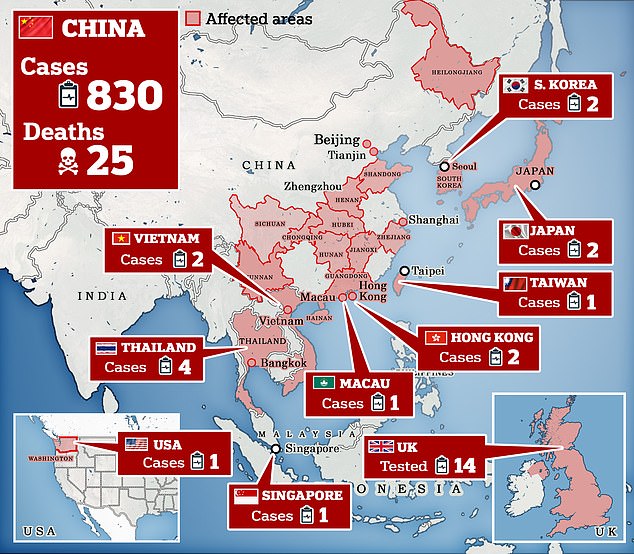 CHINA
Cases
830
Deaths
25
Affected areas
HEILONGJIANG
S. KOREA
Cases 2
Beijing
Tianjin
Seoul
SOUTH
KOREA
JAPAN
CHINA
SHANDONG
Zhengzhou
HENAN
SICHUAN
HUBEI
Shanghai
CHONGQING
ZHEJIANG
JIANGXI
HUNAN
JAPAN
Cases 2
VIETNAM
Cases 2
YUNNAN
GUANGDONG
Taipei
TAIWAN
Cases 1
INDIA
Hong
Kong
Macau
HAINAN
Vietnam
HONG KONG
Cases 2
THAILAND
Cases 4
THAILAND
Bangkok
PHILIPPINES
MACAU
Cases 1
MALAYSIA
Singapore
USA
Cases 1
WASHINGTON
UK
Tested 14
SINGAPORE
Cases 1
INDONESIA
USA
UK